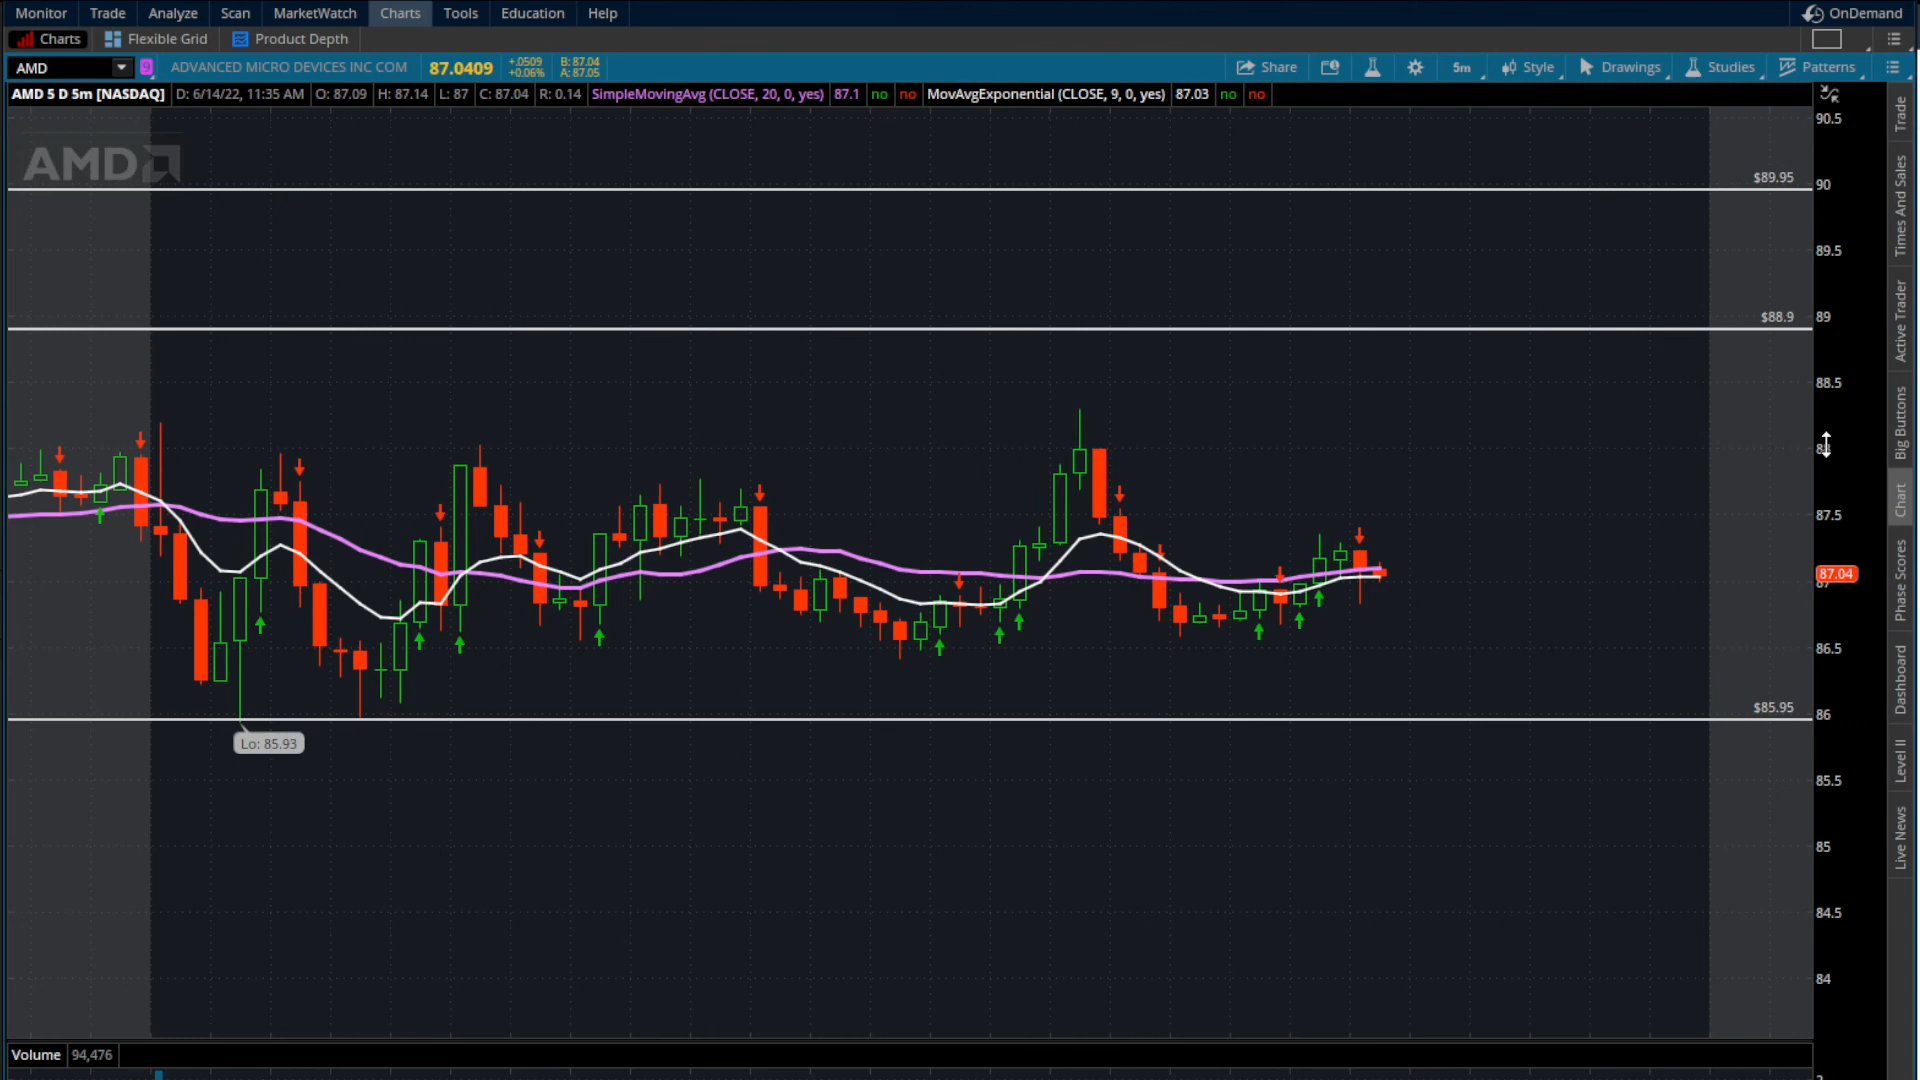 Monitor Trade Analyze Scan MarketWatch Charts Tools Education Help OnDemand
Charts Flexible Grid Product Depth
AMD 9 ADVANCED MICRO DEVICES INC COM 87.0409 +.0509 +0.06% B: 87.04 A: 87.05 Share 5m Style Drawings Studies Patterns
AMD 5 D 5m [NASDAQ] D: 6/14/22, 11:35 AM O: 87.09 H: 87.14 L: 87 C: 87.04 R: 0.14 SimpleMovingAvg (CLOSE, 20, 0, yes) 87.1 no no MovAvgExponential (CLOSE, 9, 0, yes) 87.03 no no
AMD
90.5
$89.95
90
89.5
$88.9
89
88.5
87.5
87.04
86.5
$85.95
86
Lo: 85.93
85.5
85
84.5
84
Trade
Times And Sales
Active Trader
Big Buttons
Chart
Phase Scores
Dashboard
Level II
Live News
Volume 94,476